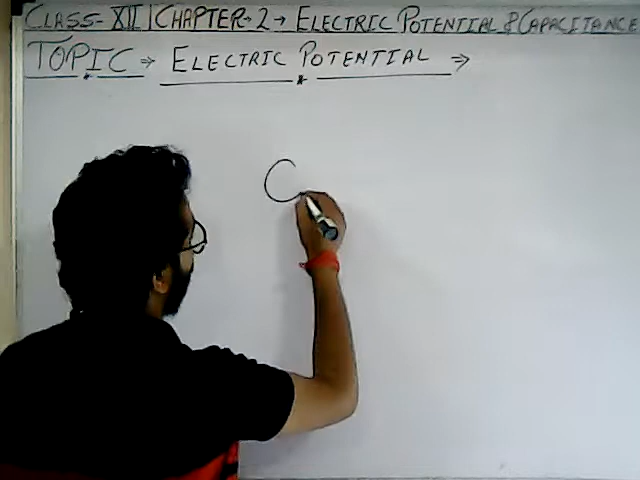 CLASS-XII | CHAPTER-2 → ELECTRIC POTENTIAL & CAPACITANCE
TOPIC → ELECTRIC POTENTIAL ⇒